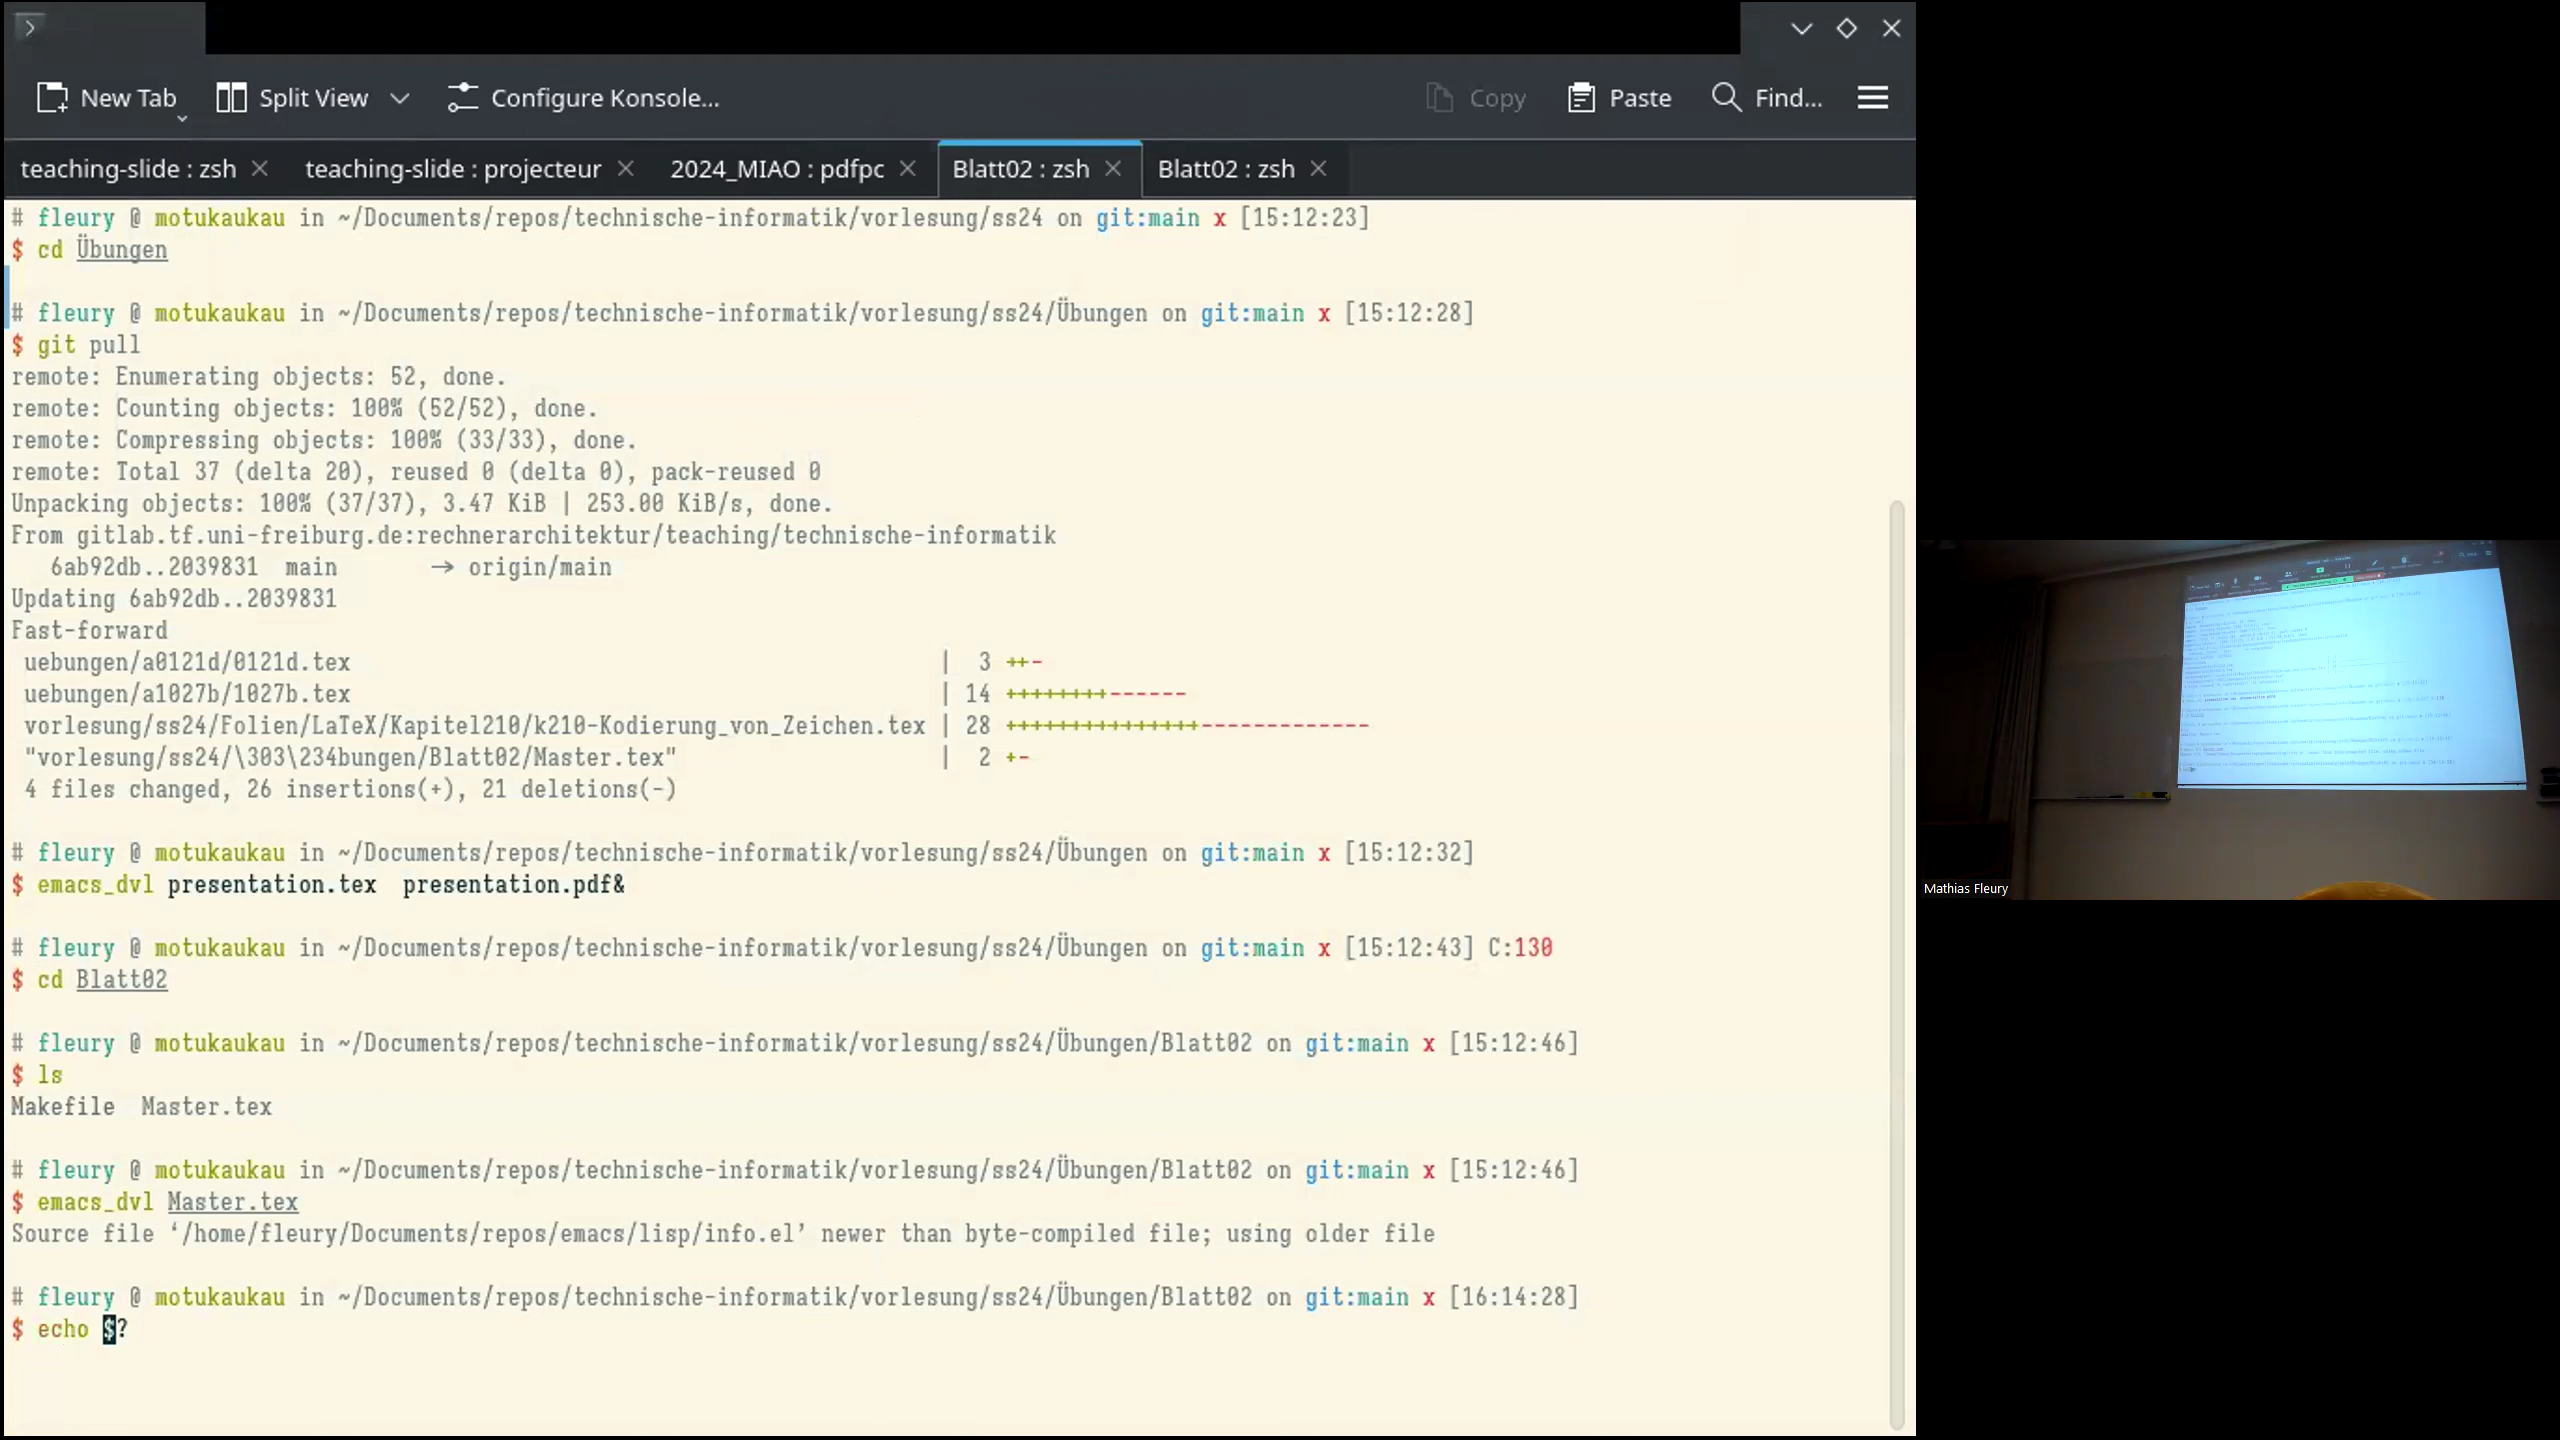 New Tab
Split View
Configure Konsole...
Copy
Paste
Find...
teaching-slide : zsh
teaching-slide : projecteur
2024_MIAO : pdfpc
Blatt02 : zsh
Blatt02 : zsh
# fleury @ motukaukau in ~/Documents/repos/technische-informatik/vorlesung/ss24 on git:main x [15:12:23]
$ cd Übungen
# fleury @ motukaukau in ~/Documents/repos/technische-informatik/vorlesung/ss24/Übungen on git:main x [15:12:28]
$ git pull
remote: Enumerating objects: 52, done.
remote: Counting objects: 100% (52/52), done.
remote: Compressing objects: 100% (33/33), done.
remote: Total 37 (delta 20), reused 0 (delta 0), pack-reused 0
Unpacking objects: 100% (37/37), 3.47 KiB | 253.00 KiB/s, done.
From gitlab.tf.uni-freiburg.de:rechnerarchitektur/teaching/technische-informatik
6ab92db..2039831 main → origin/main
Updating 6ab92db..2039831
Fast-forward
uebungen/a0121d/0121d.tex | 3 ++-
uebungen/a1027b/1027b.tex | 14 ++++++++------
vorlesung/ss24/Folien/LaTeX/Kapitel210/k210-Kodierung_von_Zeichen.tex | 28 +++++++++++++++-------------
"vorlesung/ss24/\303\234bungen/Blatt02/Master.tex" | 2 +-
4 files changed, 26 insertions(+), 21 deletions(-)
# fleury @ motukaukau in ~/Documents/repos/technische-informatik/vorlesung/ss24/Übungen on git:main x [15:12:32]
$ emacs_dvl presentation.tex presentation.pdf&
# fleury @ motukaukau in ~/Documents/repos/technische-informatik/vorlesung/ss24/Übungen on git:main x [15:12:43] C:130
$ cd Blatt02
# fleury @ motukaukau in ~/Documents/repos/technische-informatik/vorlesung/ss24/Übungen/Blatt02 on git:main x [15:12:46]
$ ls
Makefile Master.tex
# fleury @ motukaukau in ~/Documents/repos/technische-informatik/vorlesung/ss24/Übungen/Blatt02 on git:main x [15:12:46]
$ emacs_dvl Master.tex
Source file ‘/home/fleury/Documents/repos/emacs/lisp/info.el’ newer than byte-compiled file; using older file
# fleury @ motukaukau in ~/Documents/repos/technische-informatik/vorlesung/ss24/Übungen/Blatt02 on git:main x [16:14:28]
$ echo $?
Mathias Fleury